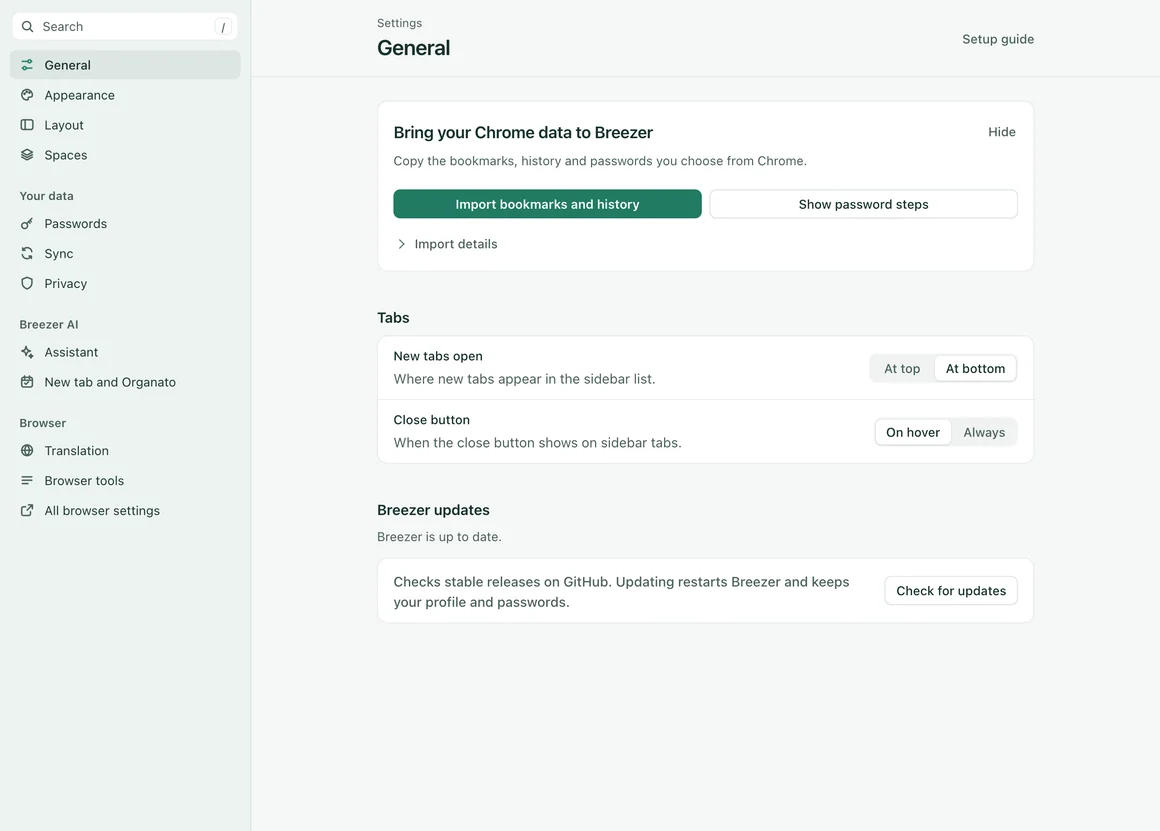 Search
/
General
Appearance
Layout
Spaces
Your data
Passwords
Sync
Privacy
Breezer AI
Assistant
New tab and Organato
Browser
Translation
Browser tools
All browser settings
Settings
General
Setup guide
Bring your Chrome data to Breezer
Hide
Copy the bookmarks, history and passwords you choose from Chrome.
Import bookmarks and history
Show password steps
Import details
Tabs
New tabs open
Where new tabs appear in the sidebar list.
At top
At bottom
Close button
When the close button shows on sidebar tabs.
On hover
Always
Breezer updates
Breezer is up to date.
Checks stable releases on GitHub. Updating restarts Breezer and keeps
your profile and passwords.
Check for updates